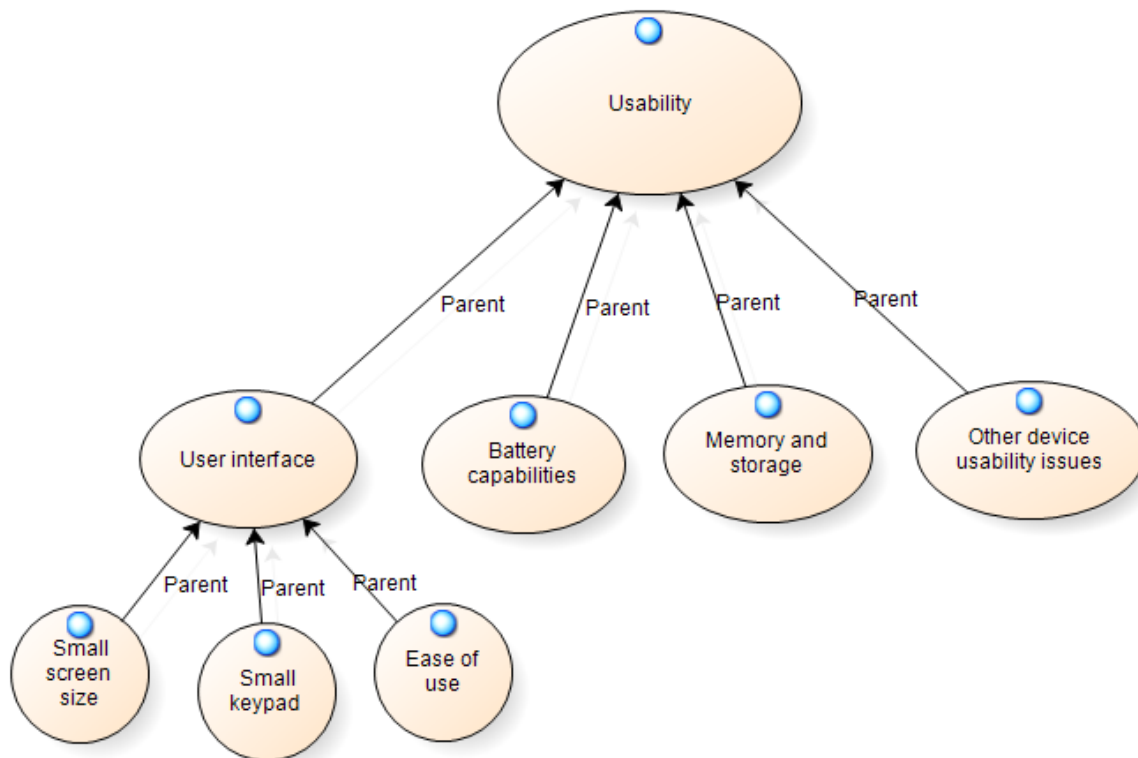 Usability
Parent
Parent
Parent
Parent
User interface
Battery
capabilities
Memory and
storage
Other device
usability issues
Parent
Parent
Parent
Small
screen
size
Small
keypad
Ease of
use